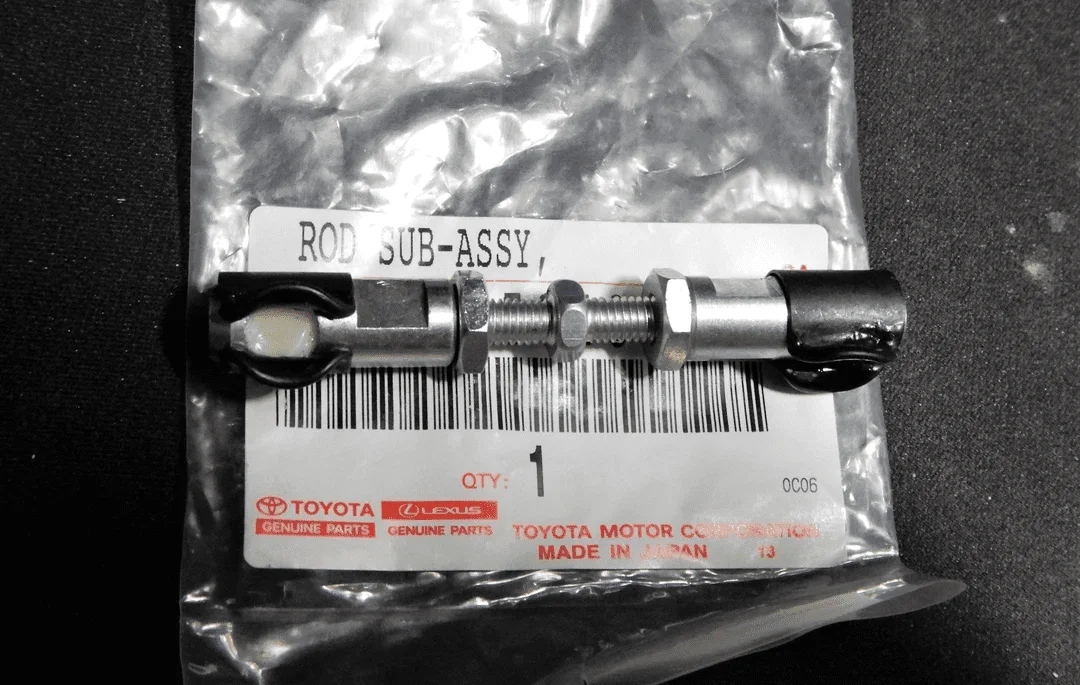 ROD SUB-ASSY,
QTY: 1
0C06
TOYOTA
LEXUS
GENUINE PARTS
GENUINE PARTS
TOYOTA MOTOR CORPORATION
MADE IN JAPAN 13